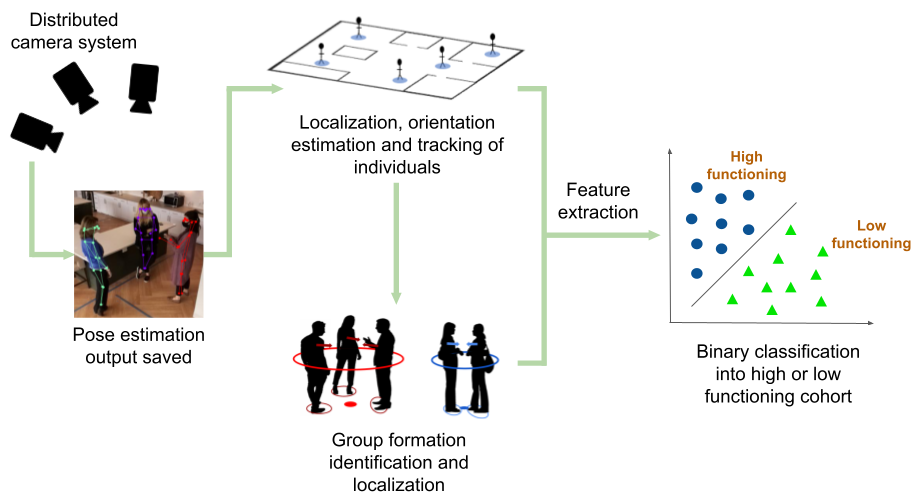 Distributed
camera system
Pose estimation
output saved
Localization, orientation
estimation and tracking of
individuals
Group formation
identification and
localization
Feature
extraction
High
functioning
Low
functioning
Binary classification
into high or low
functioning cohort